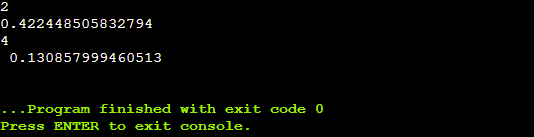 2
0.422448505832794
4
 0.130857999460513
...Program finished with exit code 0
Press ENTER to exit console.